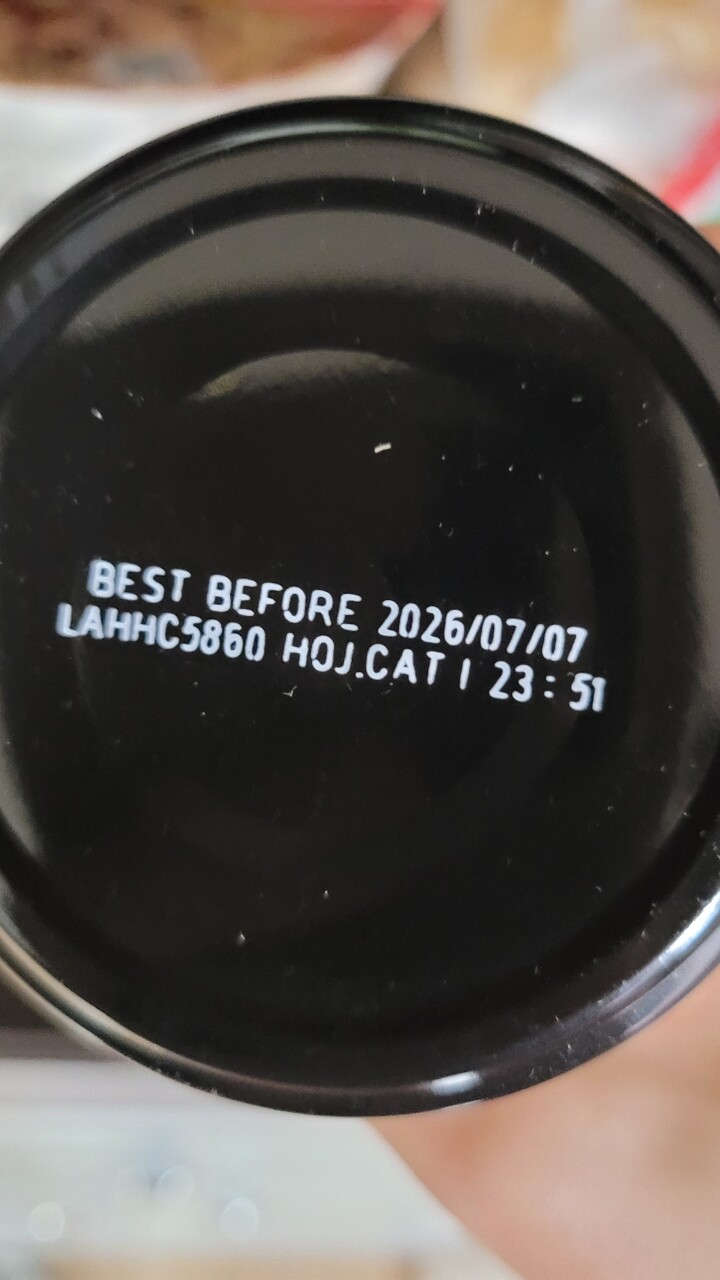 BEST BEFORE 2026/07/07
LAHHC5860 HOJ.CAT I 23:51